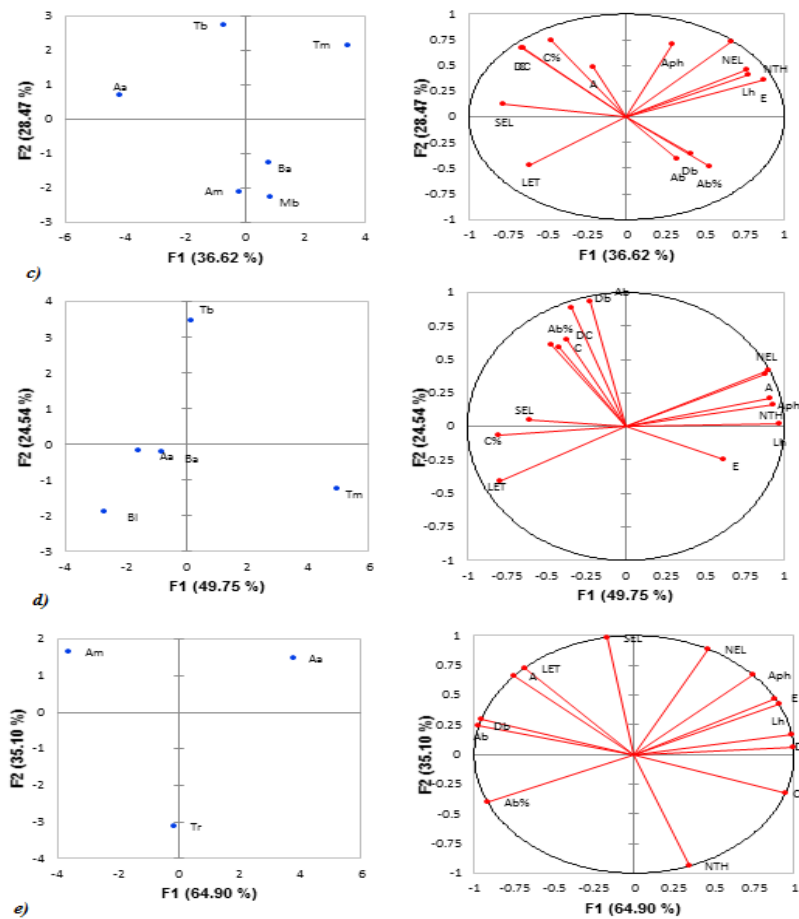 Tb
Tm
Aa
Ba
Am
Mb
3
2
1
0
-1
-2
-3
-6
-4
-2
0
2
4
F2 (28.47 %)
F1 (36.62 %)
C%
A
Aph
NEL
NTH
Lh
E
SEL
LET
Ab
Db
Ab%
1
0.75
0.5
0.25
0
-0.25
-0.5
-0.75
-1
-1
-0.75
-0.5
-0.25
0
0.25
0.5
0.75
1
F2 (28.47 %)
F1 (36.62 %)
c)
Tb
Aa
Ba
Bl
Tm
4
3
2
1
0
-1
-2
-3
-4
-2
0
2
4
6
F2 (24.54 %)
F1 (49.75 %)
Ab
Db
Ab%
DC
C
NEL
A
Aph
NTH
Lh
E
SEL
C%
LET
1
0.75
0.5
0.25
0
-0.25
-0.5
-0.75
-1
-1
-0.75
-0.5
-0.25
0
0.25
0.5
0.75
1
F2 (24.54 %)
F1 (49.75 %)
d)
Am
Aa
Tr
2
1
0
-1
-2
-3
-4
-4
-2
0
2
4
6
F2 (35.10 %)
F1 (64.90 %)
SEL
NEL
LET
A
Aph
E
Lh
Db
Ab
Ab%
NTH
1
0.75
0.5
0.25
0
-0.25
-0.5
-0.75
-1
-1
-0.75
-0.5
-0.25
0
0.25
0.5
0.75
1
F2 (35.10 %)
F1 (64.90 %)
e)